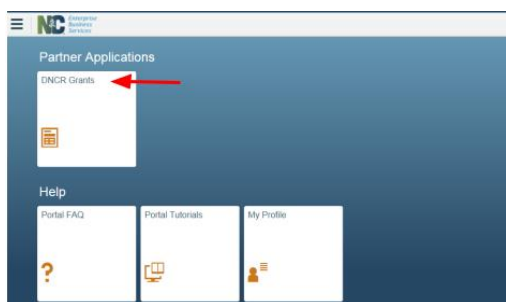 NC Enterprise
Business
Services
Partner Applications
DNCR Grants
Help
Portal FAQ Portal Tutorials My Profile
?